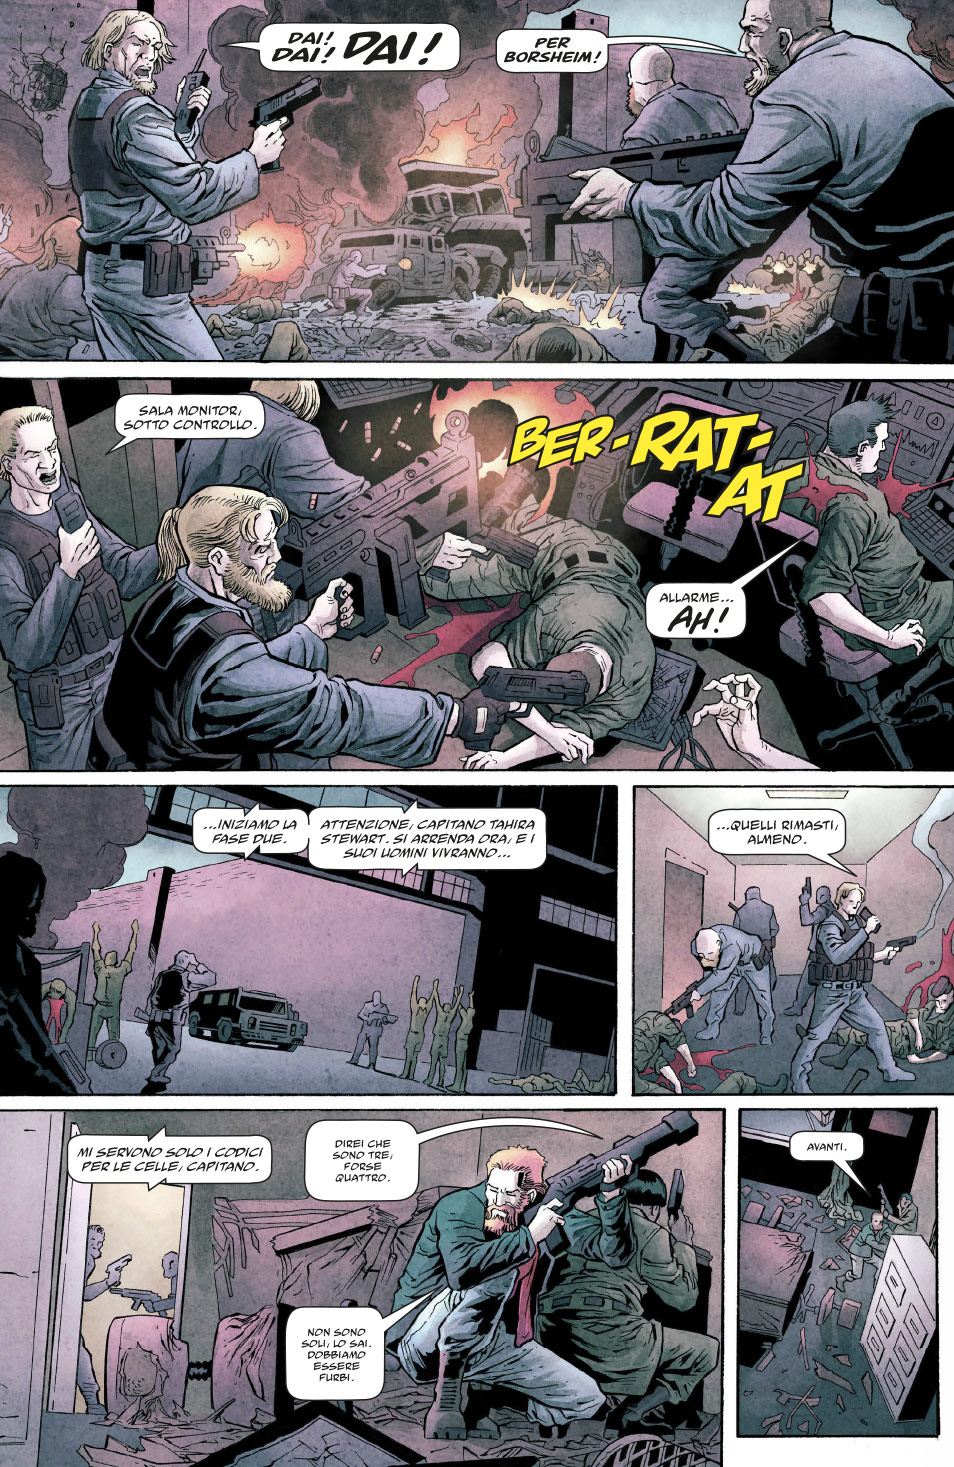 DAI!
DAI! DAI!
PER
BORSHEIM!
SALA MONITOR,
SOTTO CONTROLLO.
BER-RAT-
AT
ALLARME...
AH!
...INIZIAMO LA
FASE DUE.
ATTENZIONE, CAPITANO TAHIRA
STEWART. SI ARRENDA ORA, E I
SUOI UOMINI VIVRANNO...
...QUELLI RIMASTI,
ALMENO.
MI SERVONO SOLO I CODICI
PER LE CELLE, CAPITANO.
DIREI CHE
SONO TRE,
FORSE
QUATTRO.
NON SONO
SOLI, LO SAI.
DOBBIAMO
ESSERE
FURBI.
AVANTI.